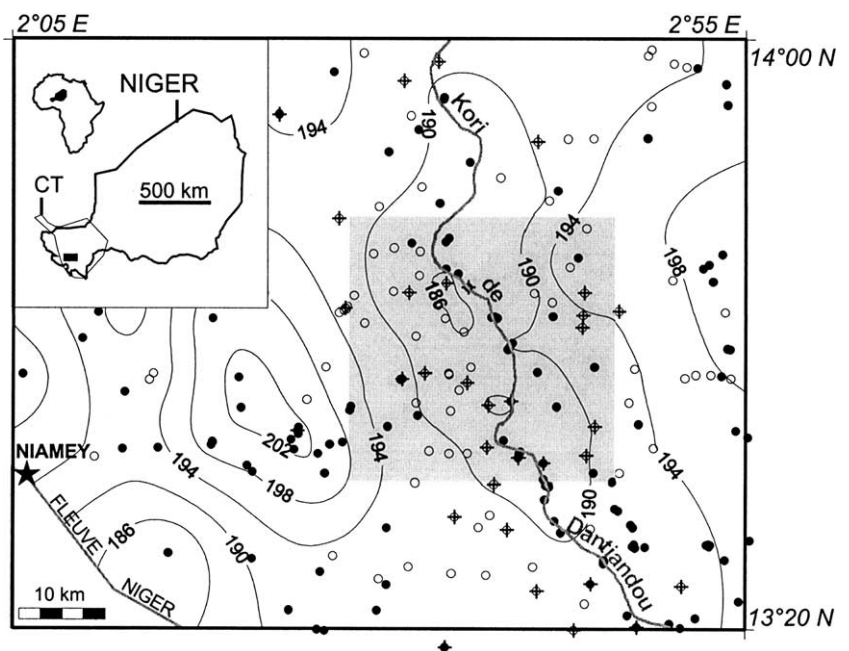 2°05 E
2°55 E
14°00 N
NIGER
CT
500 km
194
190
Kori
194
198
190
de
186
202
194
NIAMEY
194
198
194
FLEUVE
186
190
190
Dantiandou
NIGER
10 km
13°20 N